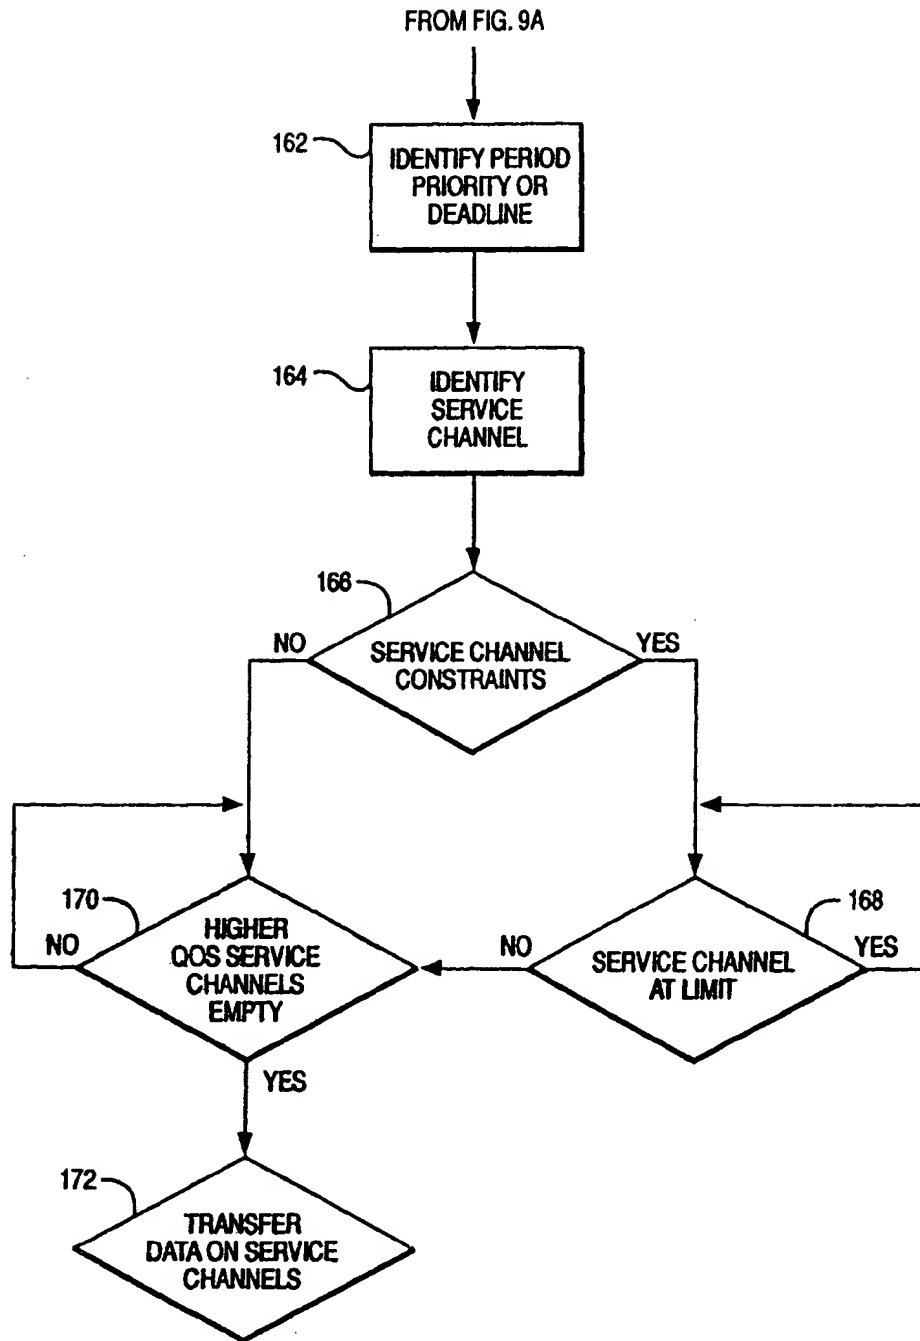 FROM FIG. 9A
162
IDENTIFY PERIOD
PRIORITY OR
DEADLINE
164
IDENTIFY
SERVICE
CHANNEL
166
NO
SERVICE CHANNEL
CONSTRAINTS
YES
170
NO
HIGHER
QOS SERVICE
CHANNELS
EMPTY
YES
168
NO
SERVICE CHANNEL
AT LIMIT
YES
172
TRANSFER
DATA ON SERVICE
CHANNELS